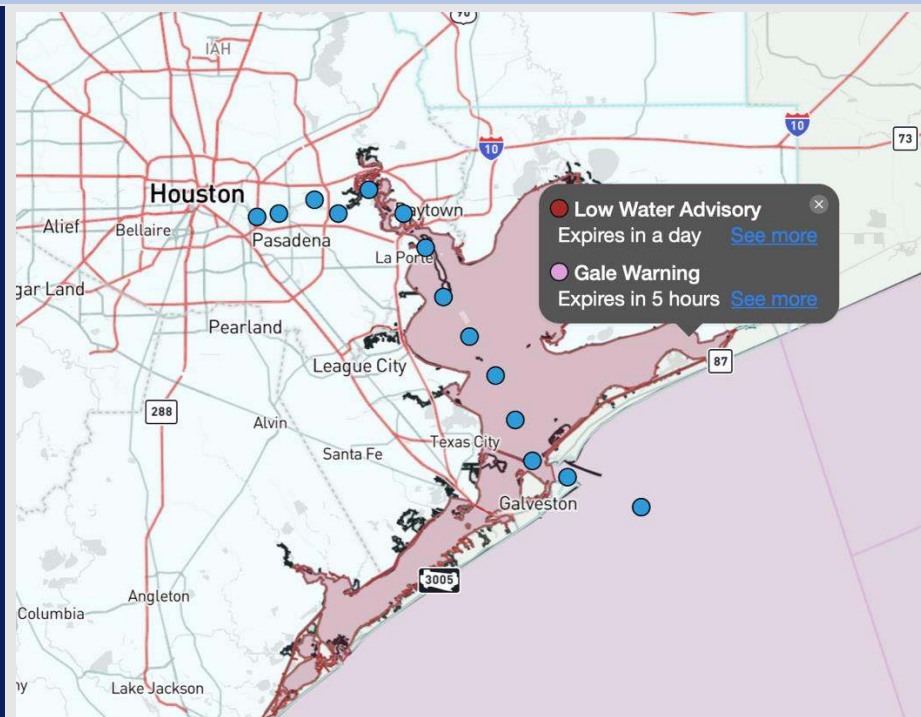 90
IAH
10
10
73
Houston
Low Water Advisory
Expires in a day See more
Gale Warning
Expires in 5 hours See more
Alief
Bellaire
Pasadena
aytown
La Porte
gar Land
Pearland
League City
87
288
Alvin
Texas City
Santa Fe
Galveston
3005
Angleton
Columbia
Lake Jackson